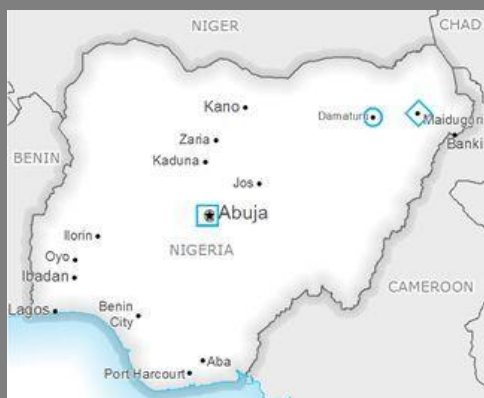 NIGER
CHAD
Kano
Damaturu
Maiduguri
Zaria
Banki
BENIN
Kaduna
Jos
Abuja
Ilorin
NIGERIA
Oyo
Ibadan
CAMEROON
Lagos
Benin
City
Aba
Port Harcourt